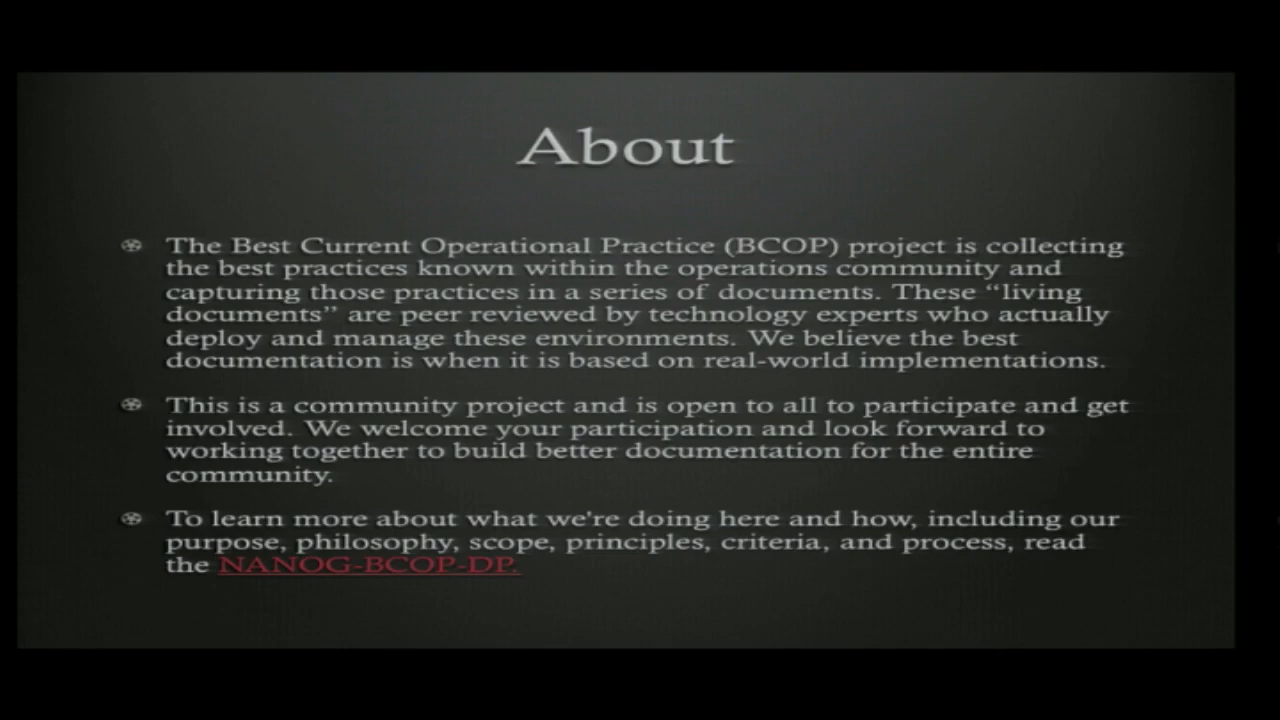 About
The Best Current Operational Practice (BCOP) project is collecting
the best practices known within the operations community and
capturing those practices in a series of documents. These “living
documents” are peer reviewed by technology experts who actually
deploy and manage these environments. We believe the best
documentation is when it is based on real-world implementations.
This is a community project and is open to all to participate and get
involved. We welcome your participation and look forward to
working together to build better documentation for the entire
community.
To learn more about what we're doing here and how, including our
purpose, philosophy, scope, principles, criteria, and process, read
the NANOG-BCOP-DP.